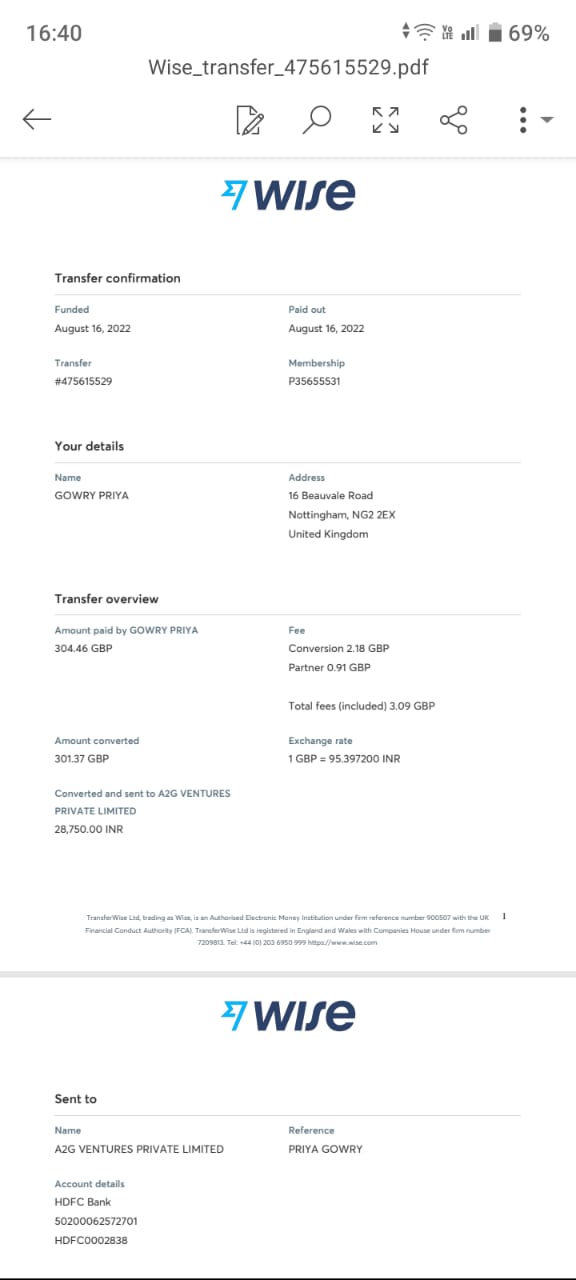 16:40
Vo LTE 69%
Wise_transfer_475615529.pdf
WISE
Transfer confirmation
Funded
August 16, 2022
Paid out
August 16, 2022
Transfer
#475615529
Membership
P35655531
Your details
Name
GOWRY PRIYA
Address
16 Beauvale Road
Nottingham, NG2 2EX
United Kingdom
Transfer overview
Amount paid by GOWRY PRIYA
304.46 GBP
Fee
Conversion 2.18 GBP
Partner 0.91 GBP
Total fees (included) 3.09 GBP
Amount converted
301.37 GBP
Exchange rate
1 GBP = 95.397200 INR
Converted and sent to A2G VENTURES
PRIVATE LIMITED
28,750.00 INR
TransferWise Ltd, trading as Wise, is an Authorised Electronic Money Institution under firm reference number 900507 with the UK
Financial Conduct Authority (FCA). TransferWise Ltd is registered in England and Wales with Companies House under firm number
7209813. Tel: +44 (0) 203 6950 999 https://www.wise.com
1
WISE
Sent to
Name
A2G VENTURES PRIVATE LIMITED
Reference
PRIYA GOWRY
Account details
HDFC Bank
50200062572701
HDFC0002838